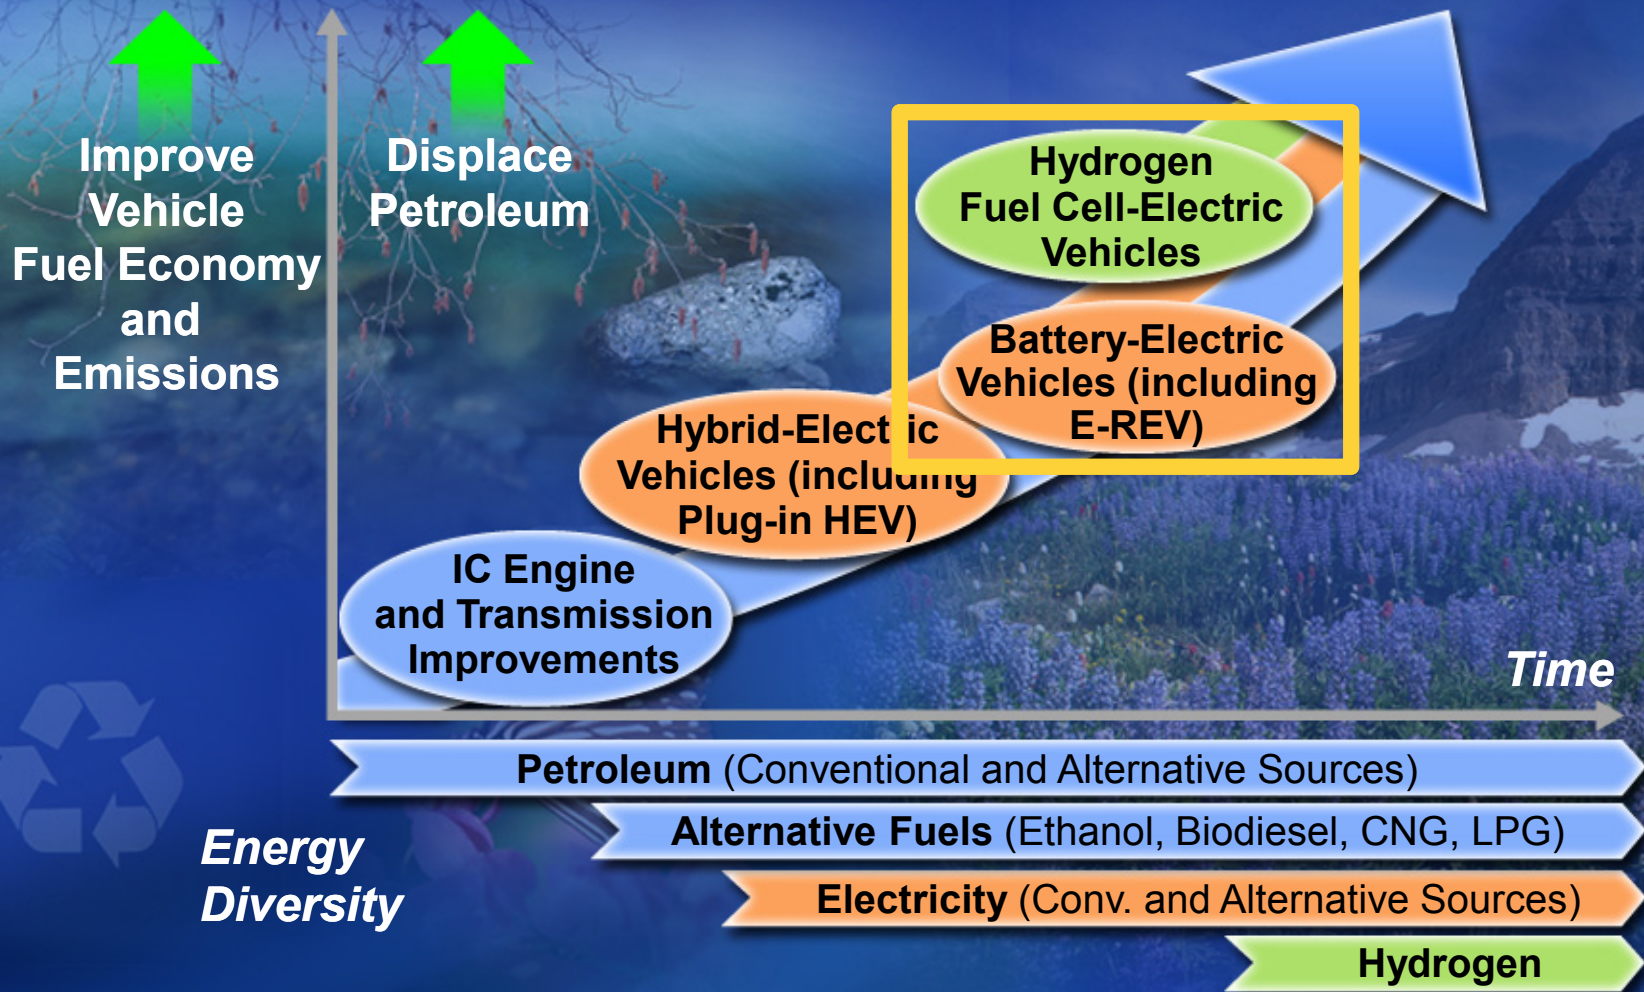 Improve
Vehicle
Fuel Economy
and
Emissions
Displace
Petroleum
Hydrogen
Fuel Cell-Electric
Vehicles
Battery-Electric
Vehicles (including
E-REV)
Hybrid-Electric
Vehicles (including
Plug-in HEV)
IC Engine
and Transmission
Improvements
Time
Petroleum (Conventional and Alternative Sources)
Alternative Fuels (Ethanol, Biodiesel, CNG, LPG)
Energy
Diversity
Electricity (Conv. and Alternative Sources)
Hydrogen